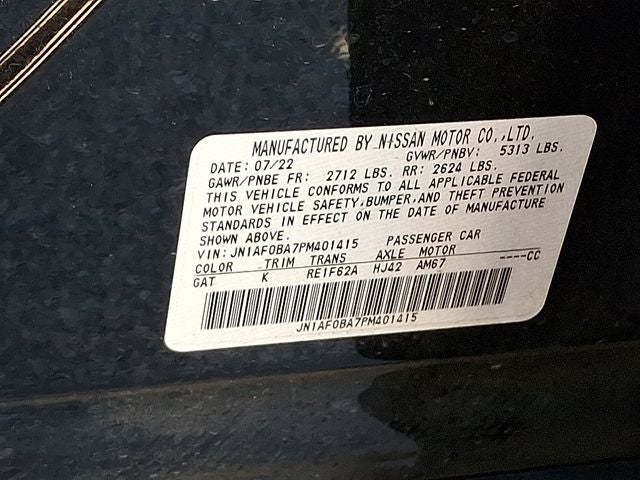 MANUFACTURED BY NISSAN MOTOR CO.,LTD.
DATE: 07/22 GVWR/PNBV: 5313 LBS.
GAWR/PNBE FR: 2712 LBS. RR: 2624 LBS.
THIS VEHICLE CONFORMS TO ALL APPLICABLE FEDERAL
MOTOR VEHICLE SAFETY,BUMPER,AND THEFT PREVENTION
STANDARDS IN EFFECT ON THE DATE OF MANUFACTURE
SHOWN ABOVE.
VIN:JN1AF0BA7PM401415 PASSENGER CAR
COLOR TRIM TRANS AXLE MOTOR ----CC
GAT K RE1F62A HJ42 AM67
JN1AF0BA7PM401415